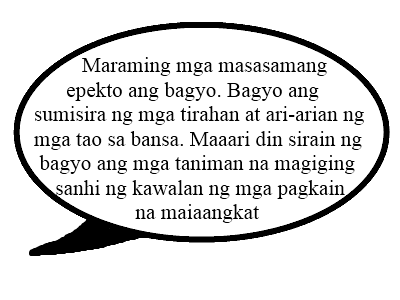 Maraming mga masasamang
epekto ang bagyo. Bagyo ang
sumisira ng mga tirahan at ari-arian ng
mga tao sa bansa. Maaari din sirain ng
bagyo ang mga taniman na magiging
sanhi ng kawalan ng mga pagkain
na maiaangkat